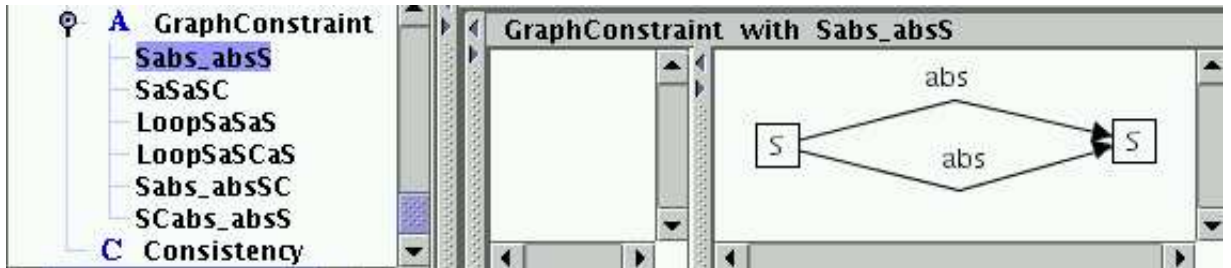 A GraphConstraint
Sabs_absS
SaSaSC
LoopSaSaS
LoopSaSCaS
Sabs_absSC
SCabs_absS
C Consistency
GraphConstraint with Sabs_absS
abs
S
S
abs